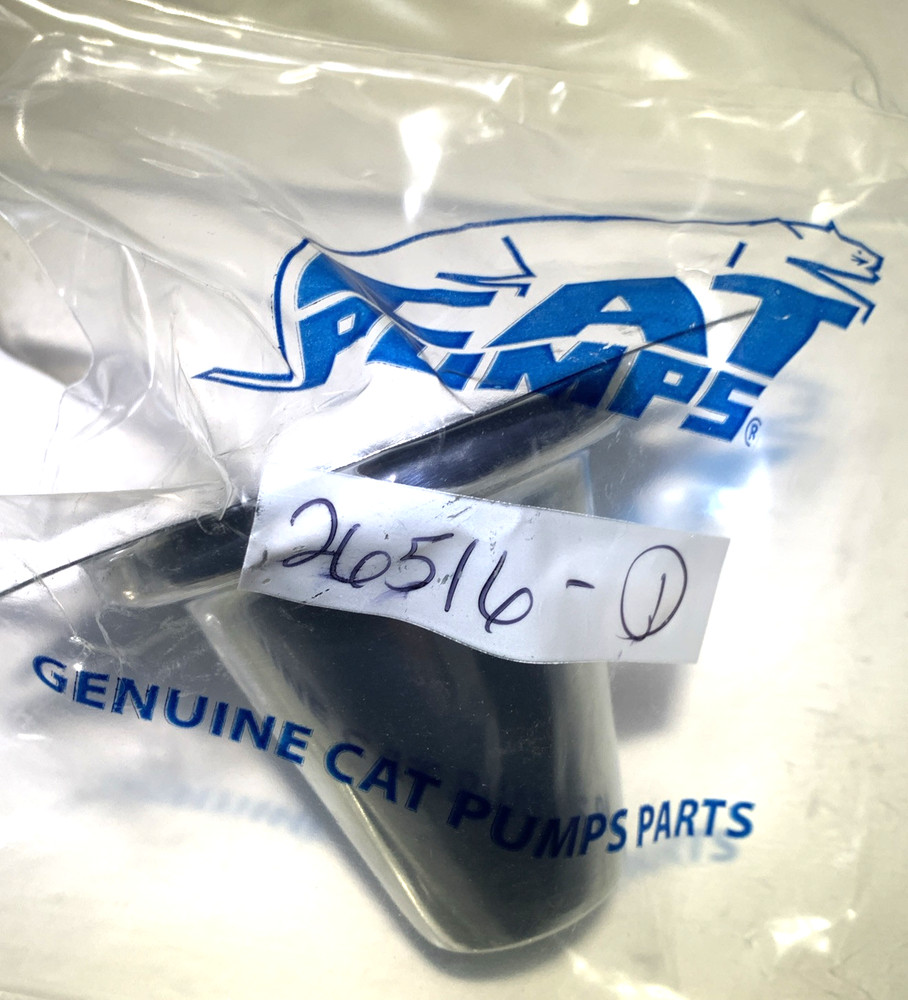 CAT
PUMPS®
26516-①
GENUINE CAT PUMPS PARTS